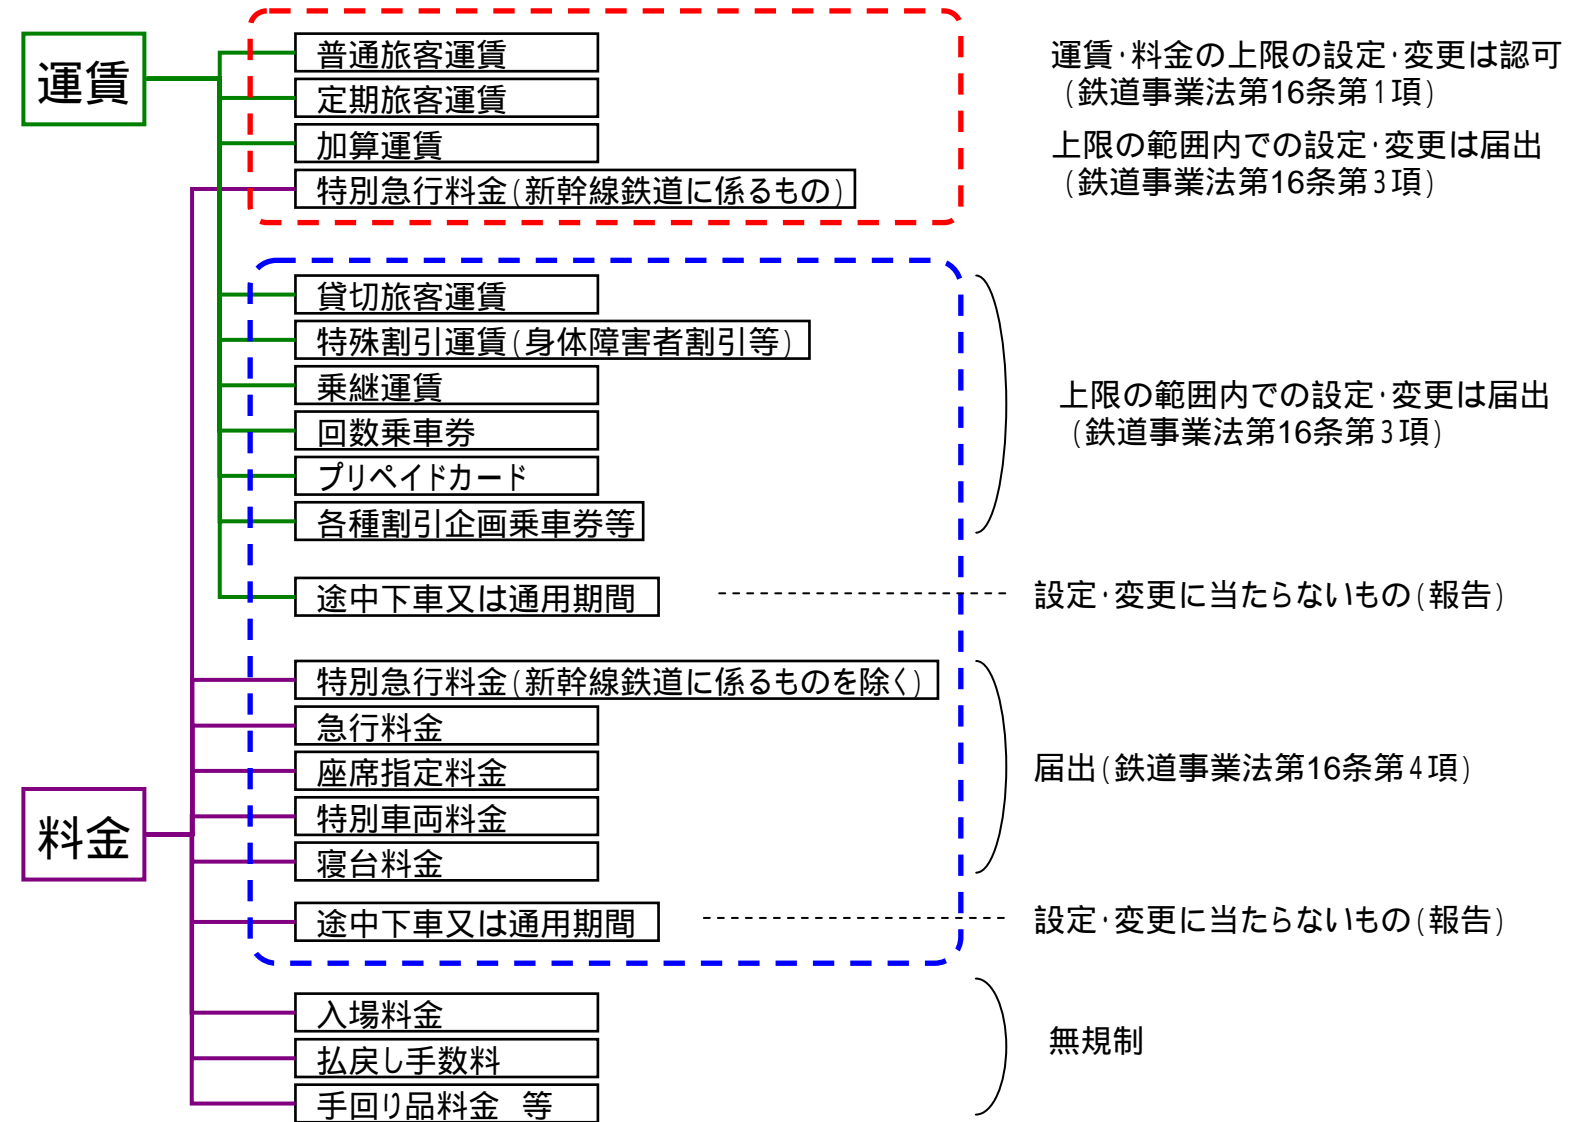 運賃
普通旅客運賃
定期旅客運賃
加算運賃
特別急行料金(新幹線鉄道に係るもの)
運賃・料金の上限の設定・変更は認可
(鉄道事業法第16条第1項)
上限の範囲内での設定・変更は届出
(鉄道事業法第16条第3項)
貸切旅客運賃
特殊割引運賃(身体障害者割引等)
乗継運賃
回数乗車券
プリペイドカード
各種割引企画乗車券等
上限の範囲内での設定・変更は届出
(鉄道事業法第16条第3項)
途中下車又は通用期間
設定・変更に当たらないもの(報告)
料金
特別急行料金(新幹線鉄道に係るものを除く)
急行料金
座席指定料金
特別車両料金
寝台料金
届出(鉄道事業法第16条第4項)
途中下車又は通用期間
設定・変更に当たらないもの(報告)
入場料金
払戻し手数料
手回り品料金 等
無規制